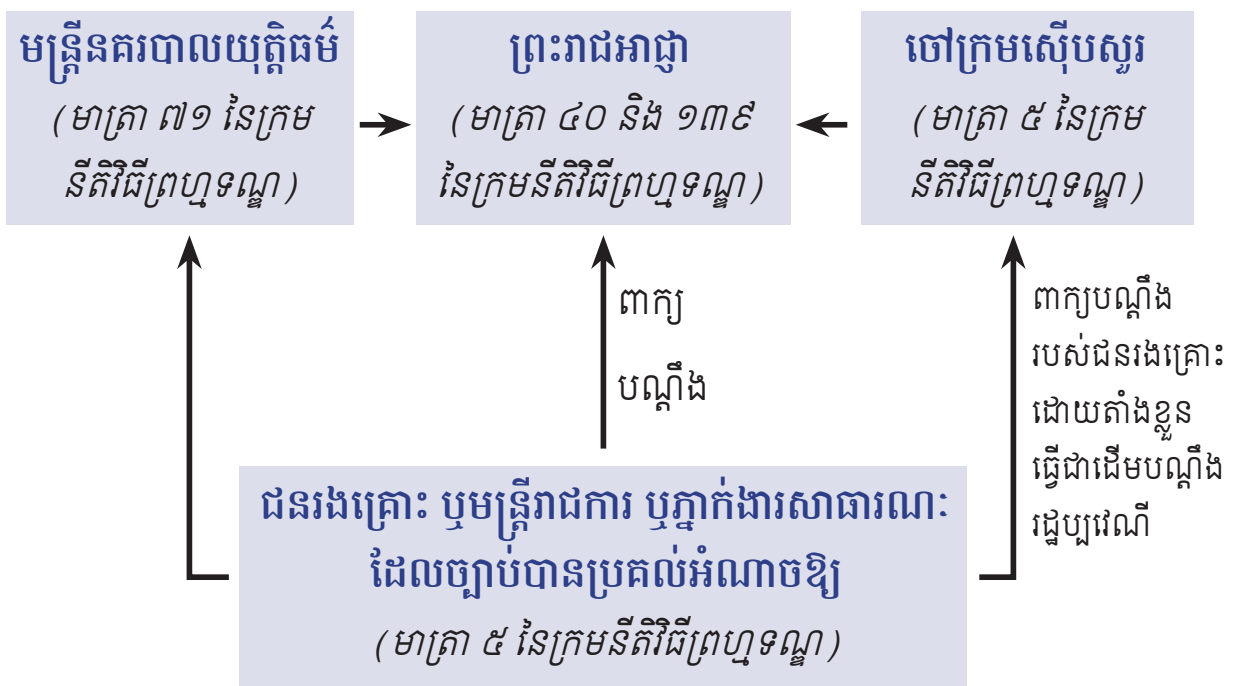 មន្ត្រីនគរបាលយុត្តិធម៌
(មាត្រា ៧១ នៃក្រម
នីតិវិធីព្រហ្មទណ្ឌ)
ព្រះរាជអាជ្ញា
(មាត្រា ៤០ និង ១៣៩
នៃក្រមនីតិវិធីព្រហ្មទណ្ឌ)
ចៅក្រមស៊ើបសួរ
(មាត្រា ៥ នៃក្រម
នីតិវិធីព្រហ្មទណ្ឌ)
ពាក្យ
បណ្តឹង
ពាក្យបណ្តឹង
របស់ជនរងគ្រោះ
ដោយតាំងខ្លួន
ធ្វើជាដើមបណ្តឹង
រដ្ឋប្បវេណី
ជនរងគ្រោះ ឬមន្ត្រីរាជការ ឬភ្នាក់ងារសាធារណៈ
ដែលច្បាប់បានប្រគល់អំណាចឱ្យ
(មាត្រា ៥ នៃក្រមនីតិវិធីព្រហ្មទណ្ឌ)